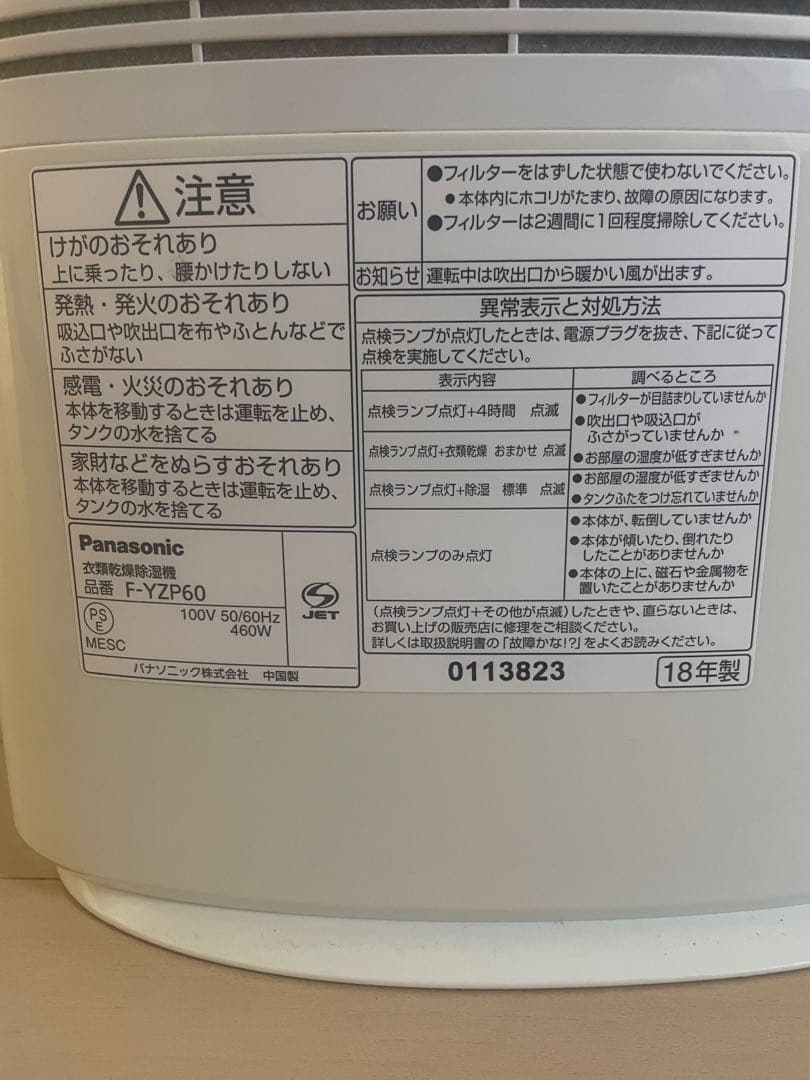 注意
けがのおそれあり
上に乗ったり、腰かけたりしない
発熱・発火のおそれあり
吸込口や吹出口を布やふとんなどで
ふさがない
感電・火災のおそれあり
本体を移動するときは運転を止め、
タンクの水を捨てる
家財などをぬらすおそれあり
本体を移動するときは運転を止め、
タンクの水を捨てる
Panasonic
衣類乾燥除湿機
品番 F-YZP60
PS
E
MESC
100V 50/60Hz
460W
S
JET
パナソニック株式会社 中国製
お願い
●フィルターをはずした状態で使わないでください。
●本体内にホコリがたまり、故障の原因になります。
●フィルターは2週間に1回程度掃除してください。
お知らせ 運転中は吹出口から暖かい風が出ます。
異常表示と対処方法
点検ランプが点灯したときは、電源プラグを抜き、下記に従って
点検を実施してください。
表示内容 調べるところ
点検ランプ点灯+4時間 点滅
点検ランプ点灯+衣類乾燥 おまかせ 点滅
●フィルターが目詰まりしていませんか
●吹出口や吸込口が
ふさがっていませんか
●お部屋の湿度が低すぎませんか
点検ランプ点灯+除湿 標準 点滅
●お部屋の湿度が低すぎませんか
●タンクふたをつけ忘れていませんか
点検ランプのみ点灯
●本体が、転倒していませんか
●本体が傾いたり、倒れたり
したことがありませんか
●本体の上に、磁石や金属物を
置いたことがありませんか
(点検ランプ点灯+その他が点滅)したときや、直らないときは、
お買い上げの販売店に修理をご相談ください。
詳しくは取扱説明書の「故障かな!?」をよくお読みください。
0113823
18年製